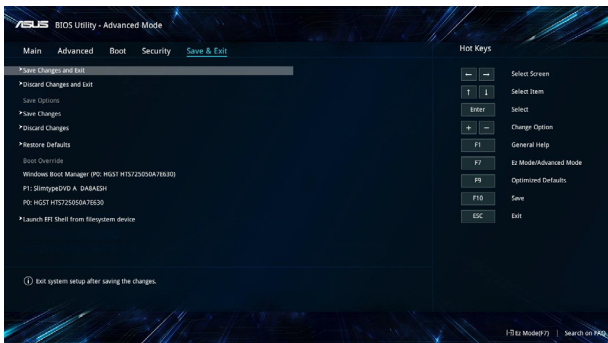 ASUS BIOS Utility - Advanced Mode
Main Advanced Boot Security Save & Exit
Hot Keys
Save Changes and Exit
Discard Changes and Exit
Save Options
Save Changes
Discard Changes
Restore Defaults
Boot Override
Windows Boot Manager (P0: HGST HTS725050A7E630)
P1: SlimtypeDVD A DA8AESH
P0: HGST HTS725050A7E630
Launch EFI Shell from filesystem device
← → Select Screen
↑ ↓ Select Item
Enter Select
+ - Change Option
F1 General Help
F7 Ez Mode/Advanced Mode
F9 Optimized Defaults
F10 Save
ESC Exit
Exit system setup after saving the changes.
Ez Mode(F7) | Search on FAQ